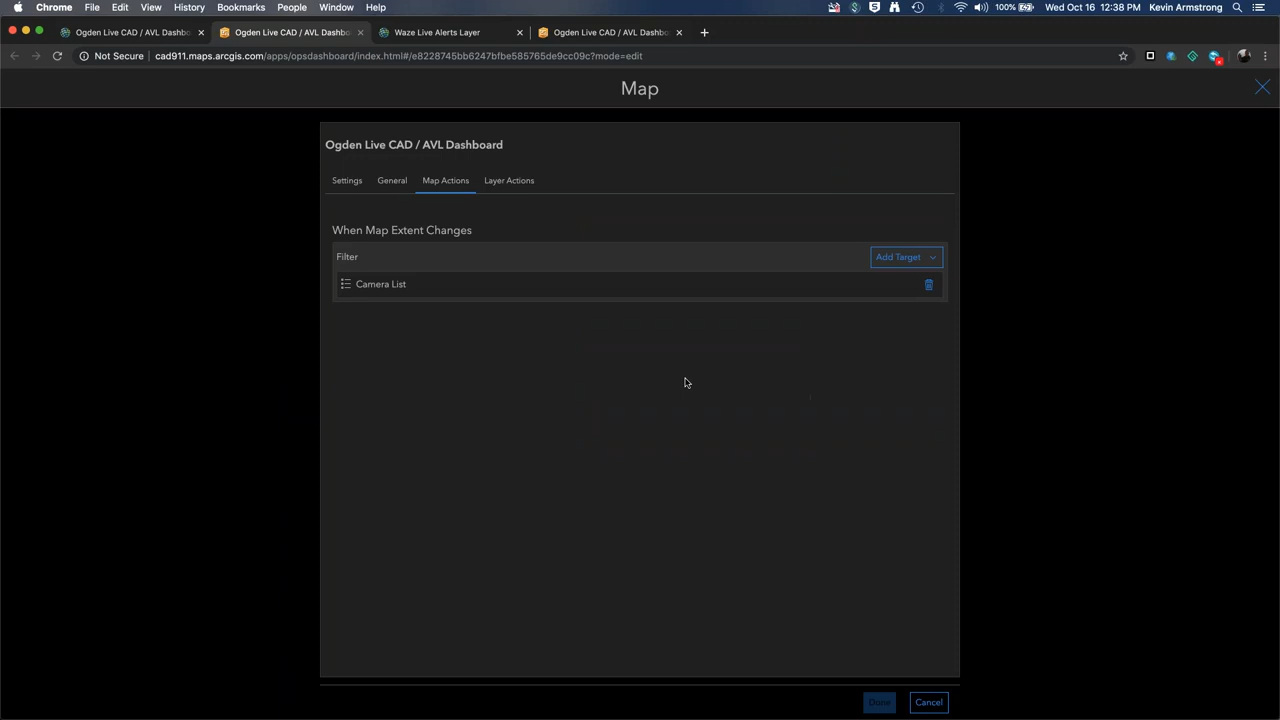 Chrome File Edit View History Bookmarks People Window Help 100% Wed Oct 16 12:38 PM Kevin Armstrong
Ogden Live CAD / AVL Dashbo Ogden Live CAD / AVL Dashbo Waze Live Alerts Layer Ogden Live CAD / AVL Dashbo
Not Secure cad911.maps.arcgis.com/apps/opsdashboard/index.html#/e8228745bb6247bfbe585765de9cc09c?mode=edit
Map
Ogden Live CAD / AVL Dashboard
Settings General Map Actions Layer Actions
When Map Extent Changes
Filter Add Target
Camera List
Done Cancel